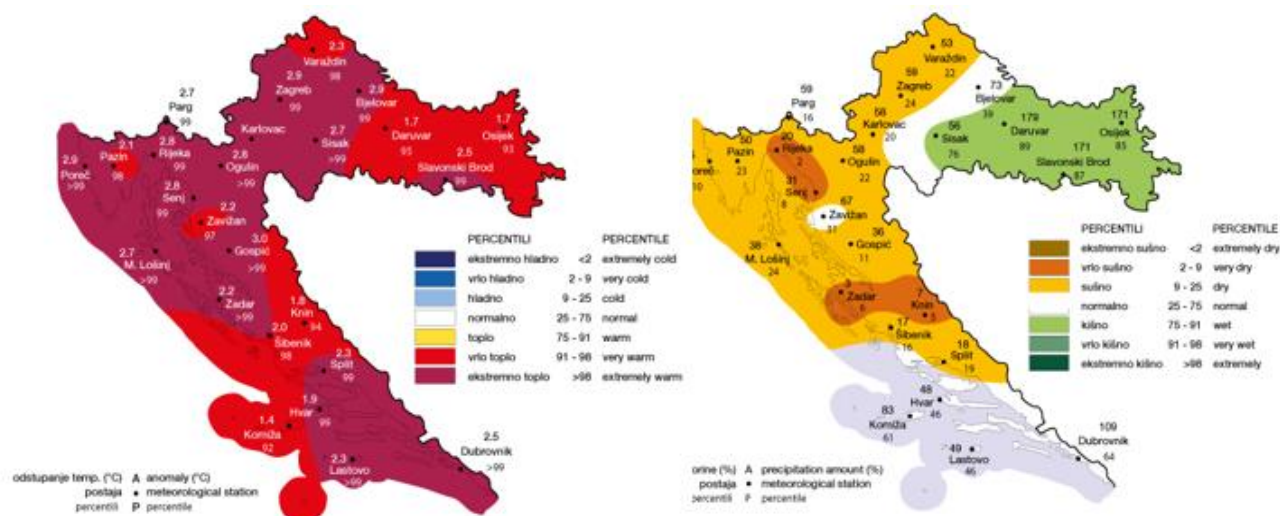 2.3
Varaždin
98
2.9
Zagreb
99
2.7
Parg
99
2.9
Bjelovar
99
1.7
Daruvar
95
1.7
Osijek
93
Karlovac
2.7
Sisak
>99
2.5
Slavonski Brod
99
2.1
Pazin
98
2.8
Rijeka
99
2.8
Ogulin
>99
2.9
Poreč
>99
2.8
Senj
99
2.2
Zavižan
97
3.0
Gospić
>99
2.7
M. Lošinj
>99
2.2
Zadar
>99
1.8
Knin
94
2.0
Šibenik
98
2.3
Split
99
1.9
Hvar
99
1.4
Komiža
92
2.3
Lastovo
>99
2.5
Dubrovnik
>99
PERCENTILI PERCENTILE
ekstremno hladno <2 extremely cold
vrlo hladno 2 - 9 very cold
hladno 9 - 25 cold
normalno 25 - 75 normal
toplo 75 - 91 warm
vrlo toplo 91 - 98 very warm
ekstremno toplo >98 extremely warm
odstupanje temp. (°C) A anomaly (°C)
postaja • meteorological station
percentili P percentile
53
Varaždin
22
59
Zagreb
24
59
Parg
16
73
Bjelovar
39
179
Daruvar
89
171
Osijek
85
58
Karlovac
20
56
Sisak
76
171
Slavonski Brod
87
50
Pazin
23
Rijeka
2
58
Ogulin
22
Poreč
10
31
Senj
8
67
Zavižan
31
36
Gospić
11
38
M. Lošinj
24
3
Zadar
6
7
Knin
17
Šibenik
16
18
Split
19
48
Hvar
46
83
Komiža
61
49
Lastovo
46
109
Dubrovnik
64
PERCENTILI PERCENTILE
ekstremno sušno <2 extremely dry
vrlo sušno 2 - 9 very dry
sušno 9 - 25 dry
normalno 25 - 75 normal
kišno 75 - 91 wet
vrlo kišno 91 - 98 very wet
ekstremno kišno >98 extremely
orine (%) A precipitation amount (%)
postaja • meteorological station
percentili P percentile